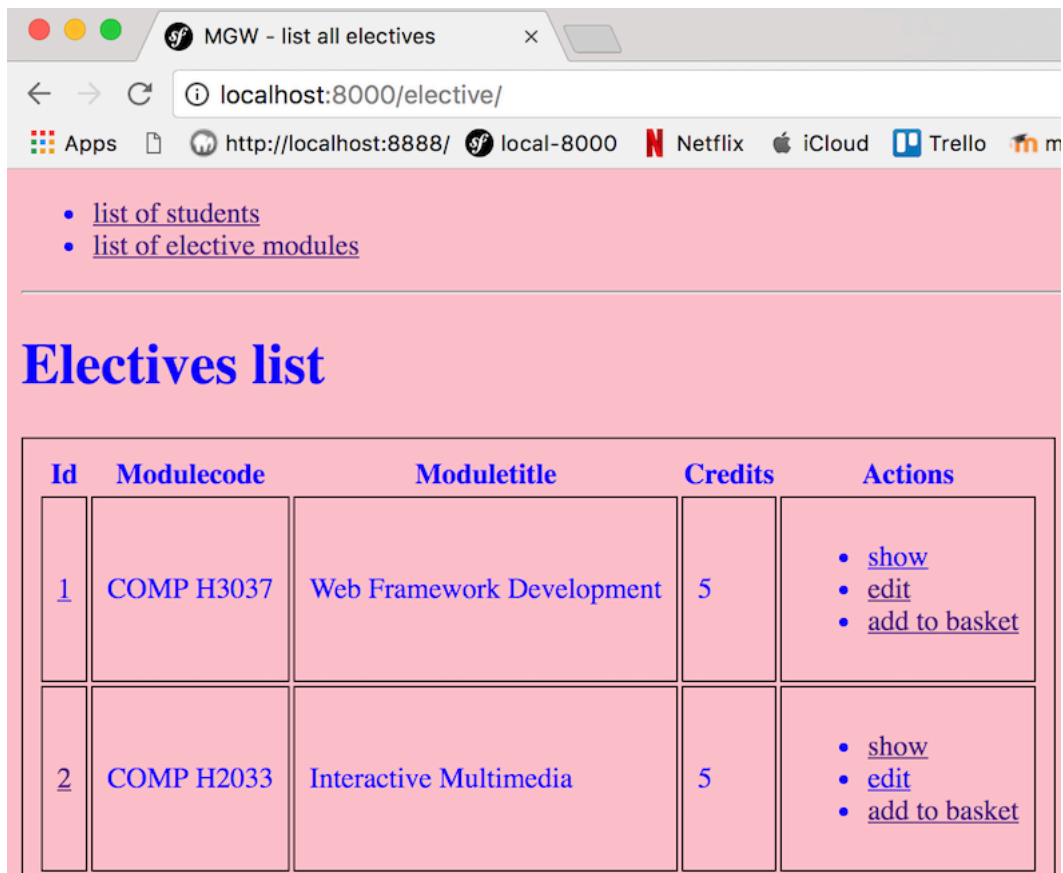 MGW - list all electives
localhost:8000/elective/
Apps http://localhost:8888/ local-8000 Netflix iCloud Trello m
list of students
list of elective modules
Electives list
Id Modulecode Moduletitle Credits Actions
1 COMP H3037 Web Framework Development 5
show
edit
add to basket
2 COMP H2033 Interactive Multimedia 5
show
edit
add to basket